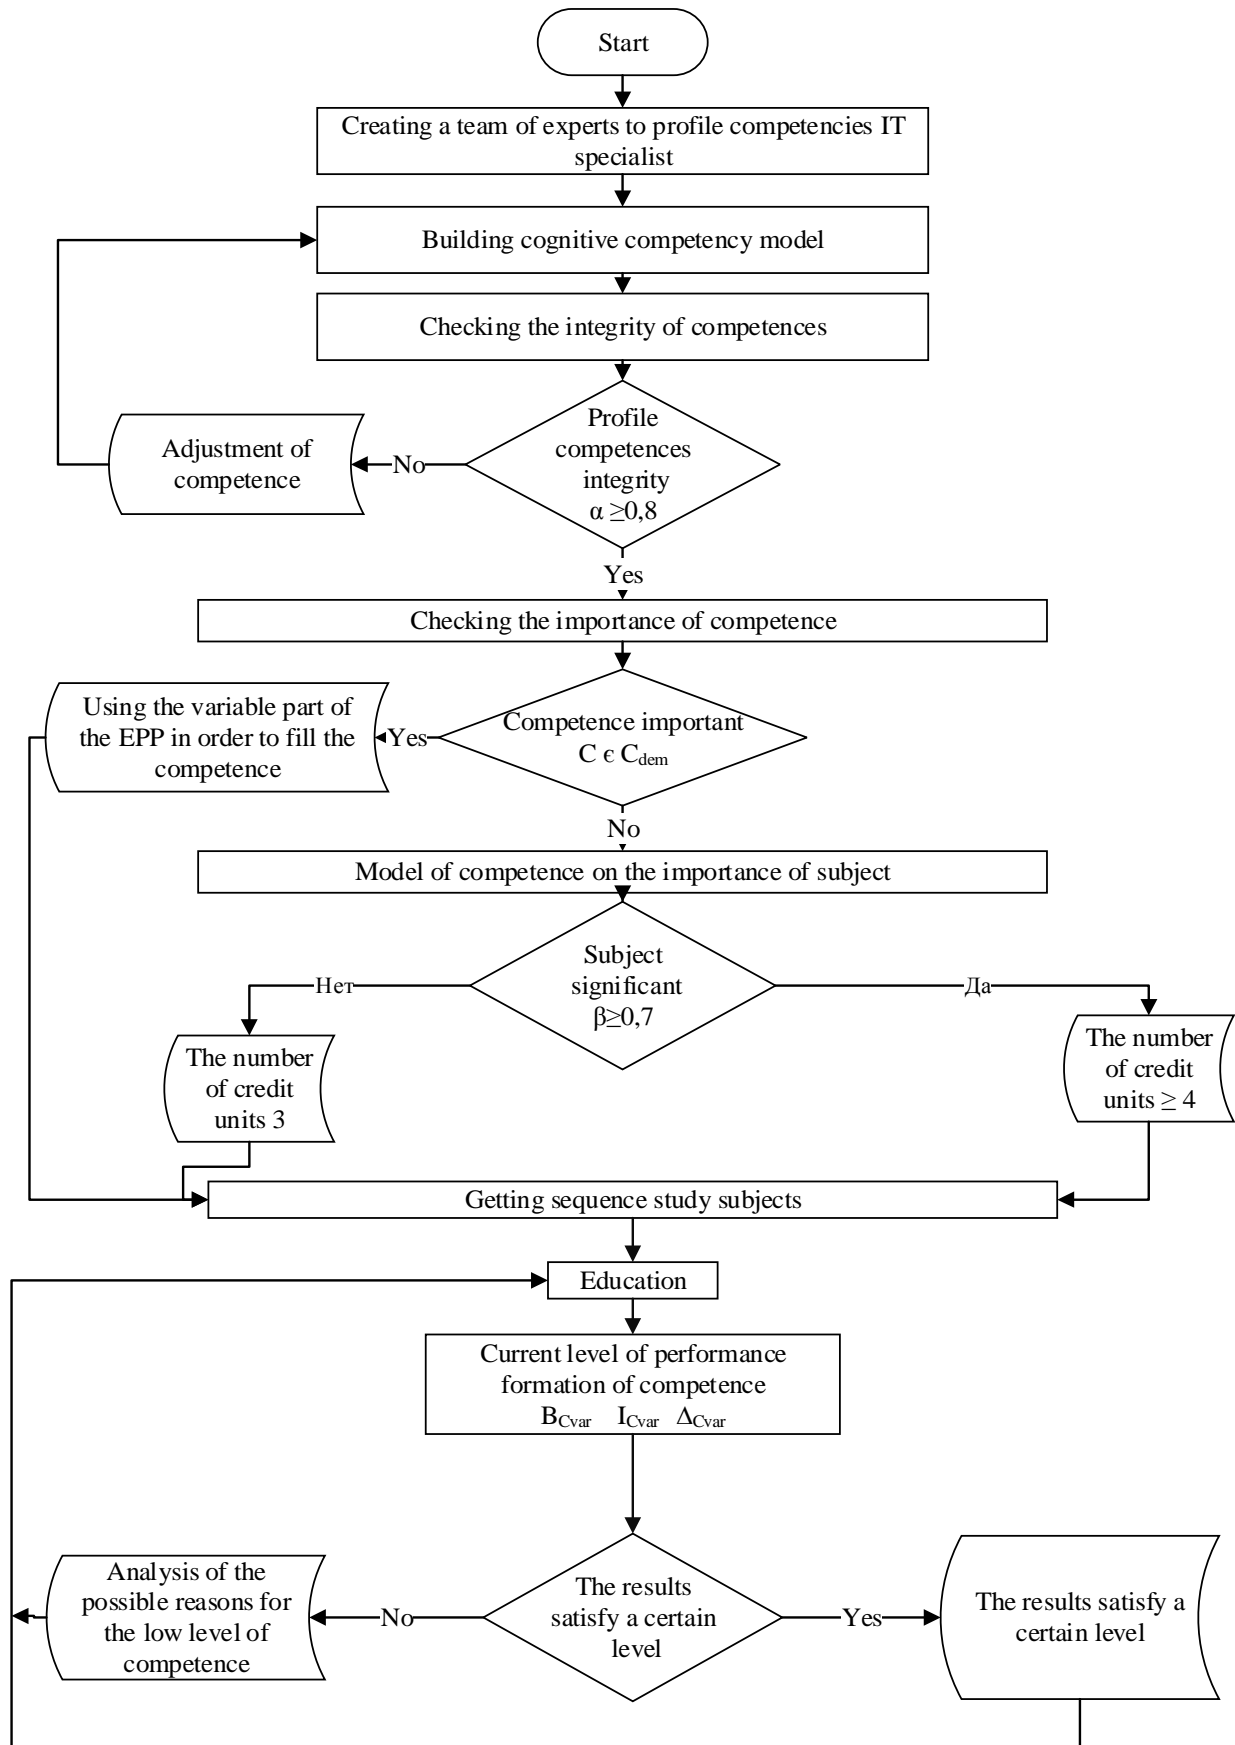 Start
Creating a team of experts to profile competencies IT
specialist
Building cognitive competency model
Checking the integrity of competences
Profile
competences
integrity
α ≥0,8
No
Adjustment of
competence
Yes
Checking the importance of competence
Competence important
C є C_dem
Yes
Using the variable part of
the EPP in order to fill the
competence
No
Model of competence on the importance of subject
Subject
significant
β≥0,7
Нет
Да
The number
of credit
units 3
The number
of credit
units ≥ 4
Getting sequence study subjects
Education
Current level of performance
formation of competence
B_Cvar I_Cvar Δ_Cvar
The results
satisfy a certain
level
No
Analysis of the
possible reasons for
the low level of
competence
Yes
The results satisfy a
certain level